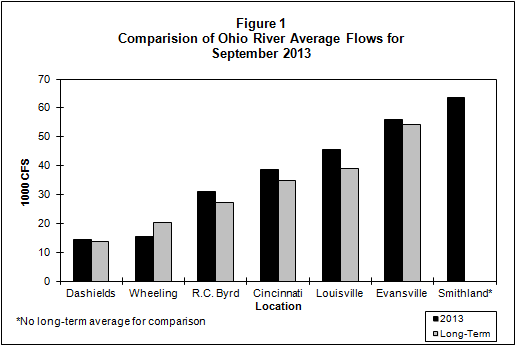 Figure 1
Comparision of Ohio River Average Flows for
September 2013
70
60
50
40
30
20
10
0
1000 CFS
Dashields Wheeling R.C. Byrd Cincinnati Louisville Evansville Smithland*
Location
*No long-term average for comparison
2013
Long-Term